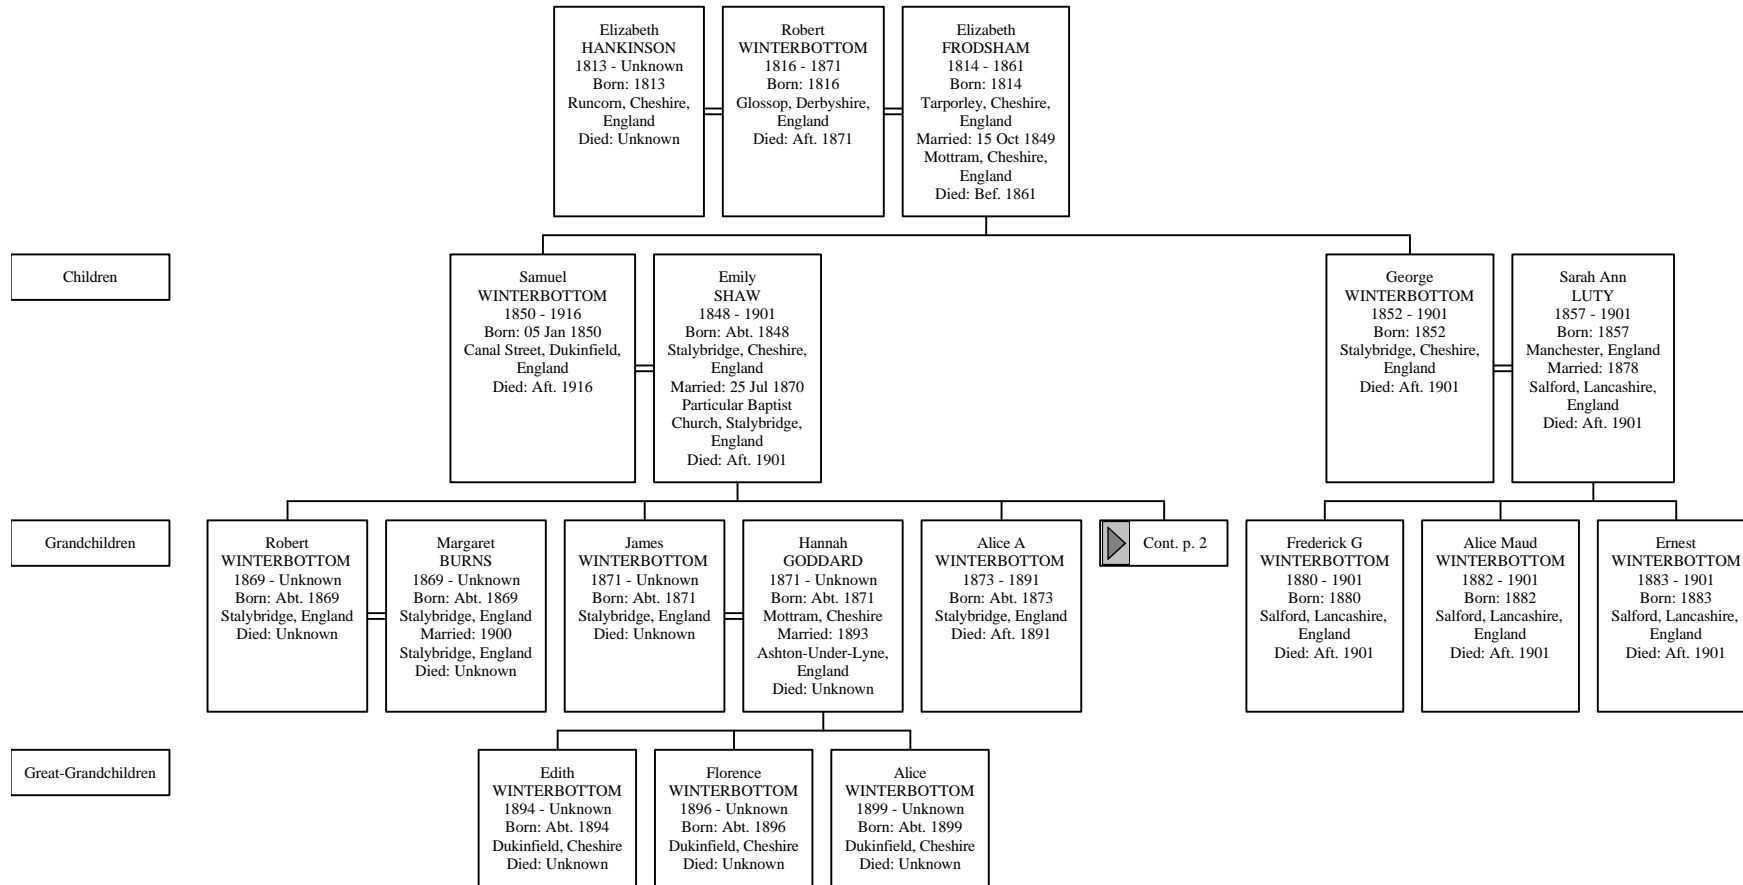 Elizabeth
HANKINSON
1813 - Unknown
Born: 1813
Runcorn, Cheshire,
England
Died: Unknown
Robert
WINTERBOTTOM
1816 - 1871
Born: 1816
Glossop, Derbyshire,
England
Died: Aft. 1871
Elizabeth
FRODSHAM
1814 - 1861
Born: 1814
Tarporley, Cheshire,
England
Married: 15 Oct 1849
Mottram, Cheshire,
England
Died: Bef. 1861
Children
Samuel
WINTERBOTTOM
1850 - 1916
Born: 05 Jan 1850
Canal Street, Dukinfield,
England
Died: Aft. 1916
Emily
SHAW
1848 - 1901
Born: Abt. 1848
Stalybridge, Cheshire,
England
Married: 25 Jul 1870
Particular Baptist
Church, Stalybridge,
England
Died: Aft. 1901
George
WINTERBOTTOM
1852 - 1901
Born: 1852
Stalybridge, Cheshire,
England
Died: Aft. 1901
Sarah Ann
LUTY
1857 - 1901
Born: 1857
Manchester, England
Married: 1878
Salford, Lancashire,
England
Died: Aft. 1901
Grandchildren
Robert
WINTERBOTTOM
1869 - Unknown
Born: Abt. 1869
Stalybridge, England
Died: Unknown
Margaret
BURNS
1869 - Unknown
Born: Abt. 1869
Stalybridge, England
Married: 1900
Stalybridge, England
Died: Unknown
James
WINTERBOTTOM
1871 - Unknown
Born: Abt. 1871
Stalybridge, England
Died: Unknown
Hannah
GODDARD
1871 - Unknown
Born: Abt. 1871
Mottram, Cheshire
Married: 1893
Ashton-Under-Lyne,
England
Died: Unknown
Alice A
WINTERBOTTOM
1873 - 1891
Born: Abt. 1873
Stalybridge, England
Died: Aft. 1891
Cont. p. 2
Frederick G
WINTERBOTTOM
1880 - 1901
Born: 1880
Salford, Lancashire,
England
Died: Aft. 1901
Alice Maud
WINTERBOTTOM
1882 - 1901
Born: 1882
Salford, Lancashire,
England
Died: Aft. 1901
Ernest
WINTERBOTTOM
1883 - 1901
Born: 1883
Salford, Lancashire,
England
Died: Aft. 1901
Great-Grandchildren
Edith
WINTERBOTTOM
1894 - Unknown
Born: Abt. 1894
Dukinfield, Cheshire
Died: Unknown
Florence
WINTERBOTTOM
1896 - Unknown
Born: Abt. 1896
Dukinfield, Cheshire
Died: Unknown
Alice
WINTERBOTTOM
1899 - Unknown
Born: Abt. 1899
Dukinfield, Cheshire
Died: Unknown